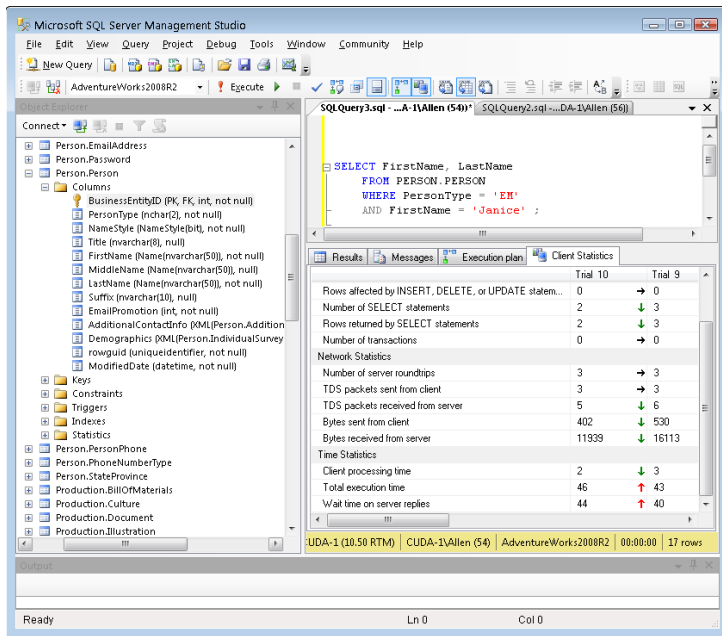 Microsoft SQL Server Management Studio
File Edit View Query Project Debug Tools Window Community Help
New Query
AdventureWorks2008R2 Execute
Object Explorer
Connect
Person.EmailAddress
Person.Password
Person.Person
Columns
BusinessEntityID (PK, FK, int, not null)
PersonType (nchar(2), not null)
NameStyle (NameStyle(bit), not null)
Title (nvarchar(8), null)
FirstName (Name(nvarchar(50)), not null)
MiddleName (Name(nvarchar(50)), null)
LastName (Name(nvarchar(50)), not null)
Suffix (nvarchar(10), null)
EmailPromotion (int, not null)
AdditionalContactInfo (XML(Person.Addition
Demographics (XML(Person.IndividualSurvey
rowguid (uniqueidentifier, not null)
ModifiedDate (datetime, not null)
Keys
Constraints
Triggers
Indexes
Statistics
Person.PersonPhone
Person.PhoneNumberType
Person.StateProvince
Production.BillOfMaterials
Production.Culture
Production.Document
Production.Illustration
SQLQuery3.sql - ...A-1\Allen (54))* SQLQuery2.sql -...DA-1\Allen (56))
SELECT FirstName, LastName
FROM PERSON.PERSON
WHERE PersonType = 'EM'
AND FirstName = 'Janice' ;
Results Messages Execution plan Client Statistics
Trial 10 Trial 9
Rows affected by INSERT, DELETE, or UPDATE statem... 0 → 0
Number of SELECT statements 2 ↓ 3
Rows returned by SELECT statements 2 ↓ 3
Number of transactions 0 → 0
Network Statistics
Number of server roundtrips 3 → 3
TDS packets sent from client 3 → 3
TDS packets received from server 5 ↓ 6
Bytes sent from client 402 ↓ 530
Bytes received from server 11939 ↓ 16113
Time Statistics
Client processing time 2 ↓ 3
Total execution time 46 ↑ 43
Wait time on server replies 44 ↑ 40
CUDA-1 (10.50 RTM) CUDA-1\Allen (54) AdventureWorks2008R2 00:00:00 17 rows
Output
Ready Ln 0 Col 0